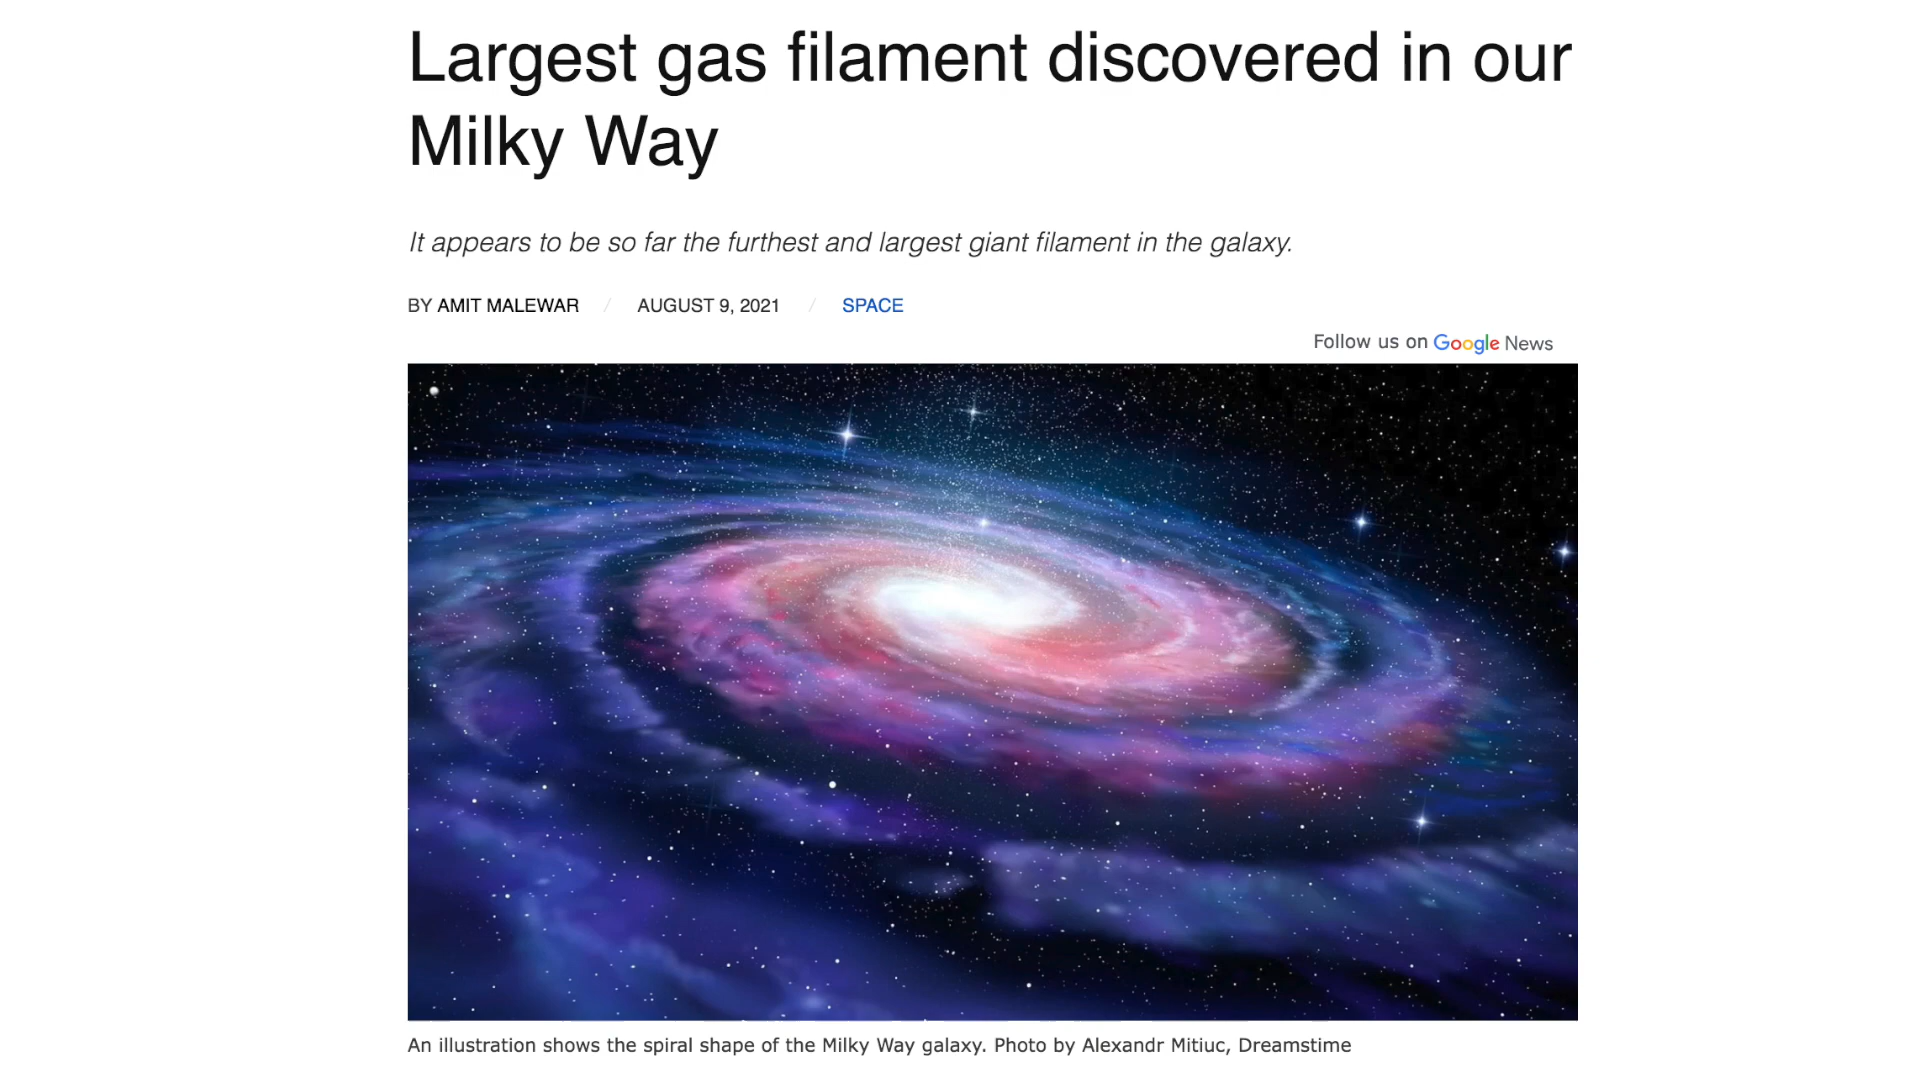 Largest gas filament discovered in our
Milky Way
It appears to be so far the furthest and largest giant filament in the galaxy.
BY AMIT MALEWAR / AUGUST 9, 2021 / SPACE
Follow us on Google News
An illustration shows the spiral shape of the Milky Way galaxy. Photo by Alexandr Mitiuc, Dreamstime